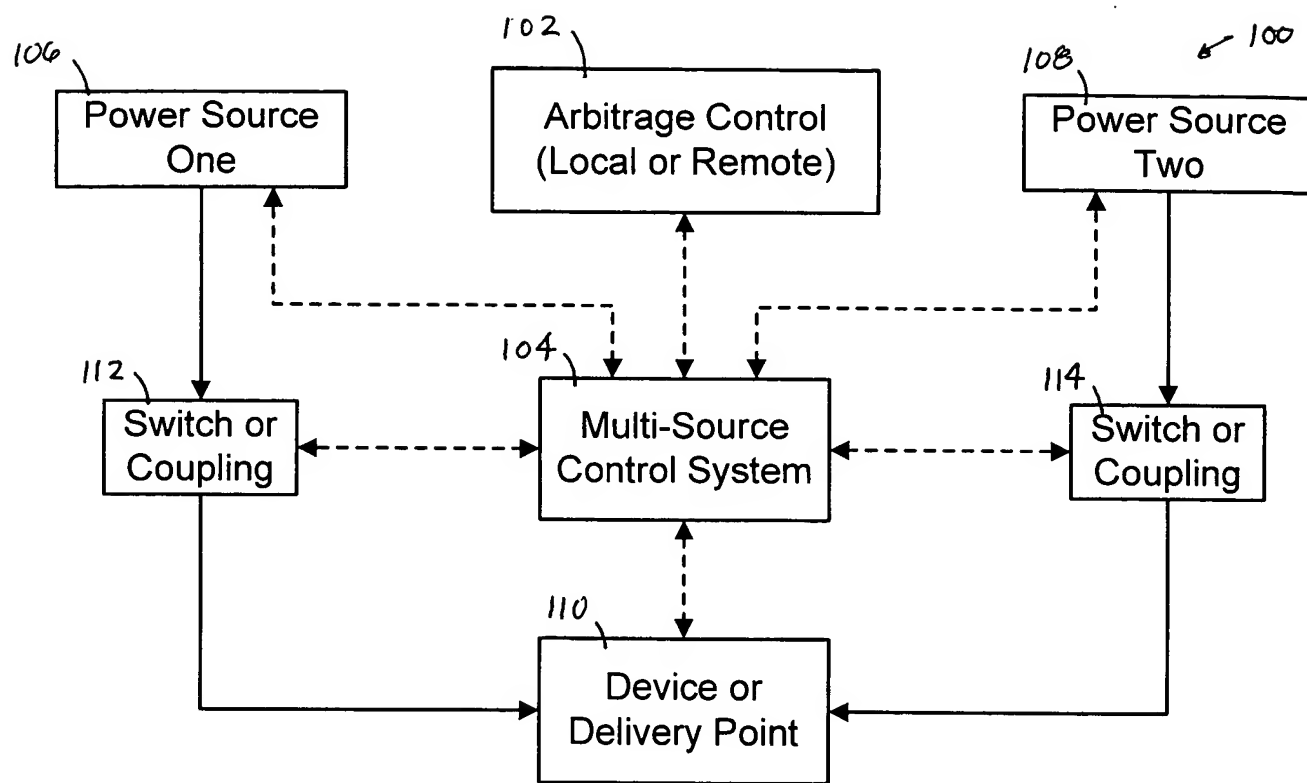 106
Power Source
One
102
Arbitrage Control
(Local or Remote)
100
108
Power Source
Two
112
Switch or
Coupling
104
Multi-Source
Control System
114
Switch or
Coupling
110
Device or
Delivery Point